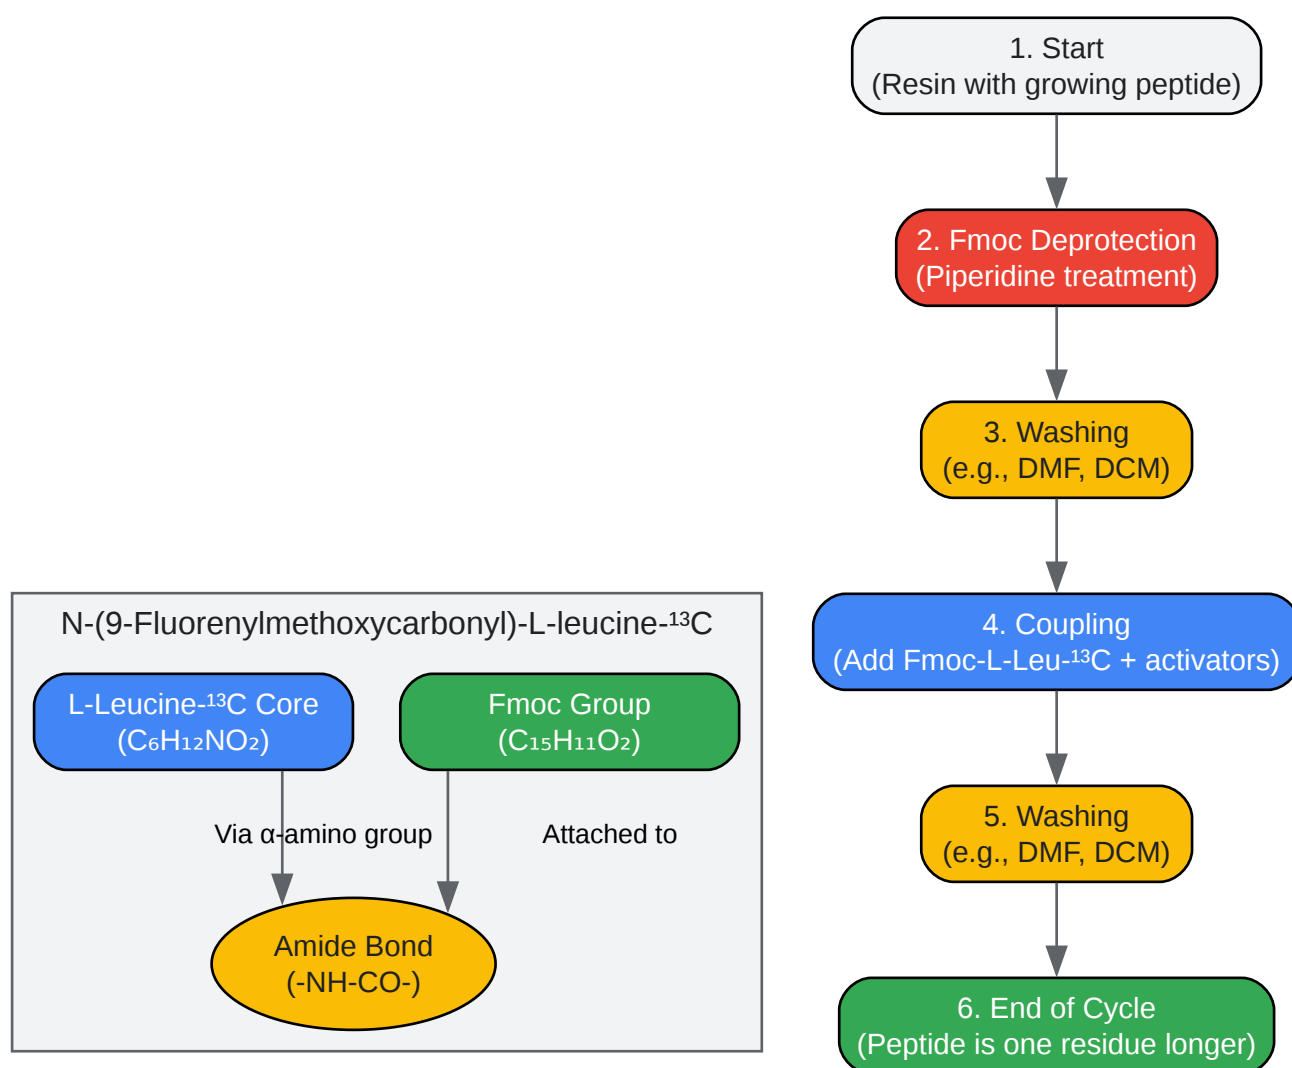 1. Start
(Resin with growing peptide)
2. Fmoc Deprotection
(Piperidine treatment)
3. Washing
(e.g., DMF, DCM)
4. Coupling
(Add Fmoc-L-Leu-¹³C + activators)
5. Washing
(e.g., DMF, DCM)
6. End of Cycle
(Peptide is one residue longer)
N-(9-Fluorenylmethoxycarbonyl)-L-leucine-¹³C
L-Leucine-¹³C Core
(C₆H₁₂NO₂)
Fmoc Group
(C₁₅H₁₁O₂)
Via α-amino group
Attached to
Amide Bond
(-NH-CO-)